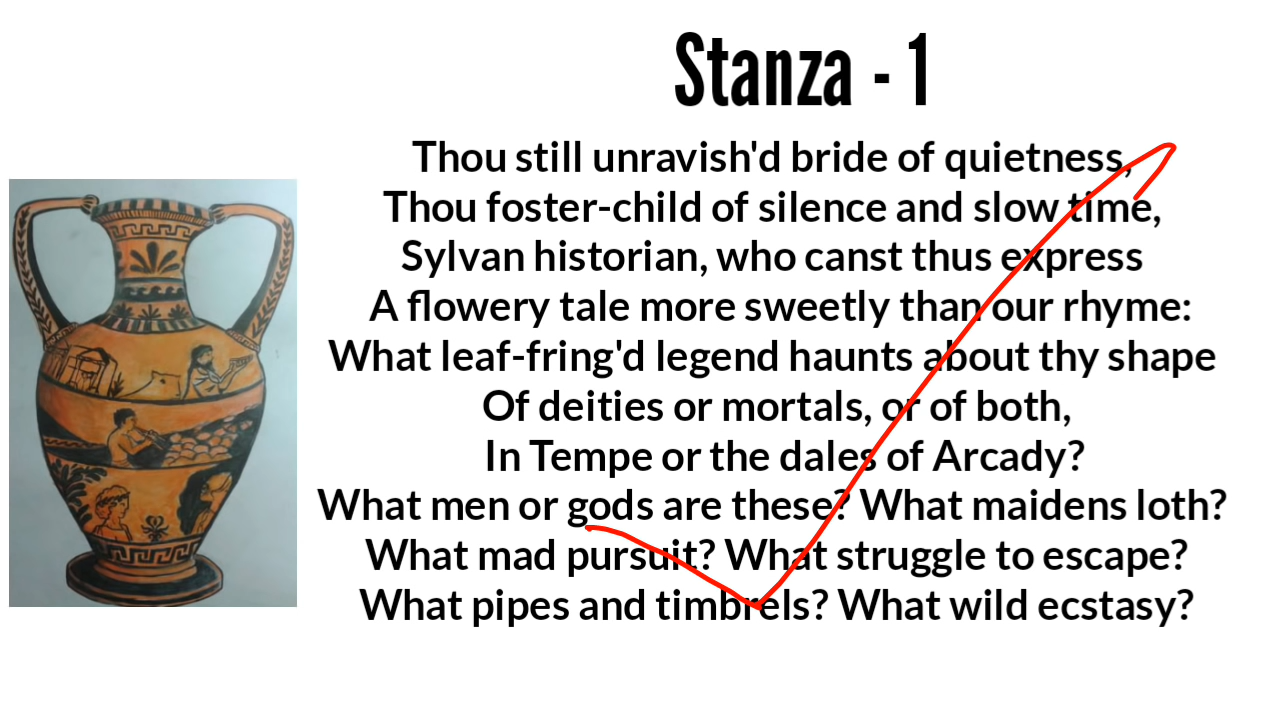 Stanza - 1
Thou still unravish'd bride of quietness,
Thou foster-child of silence and slow time,
Sylvan historian, who canst thus express
A flowery tale more sweetly than our rhyme:
What leaf-fring'd legend haunts about thy shape
Of deities or mortals, or of both,
In Tempe or the dales of Arcady?
What men or gods are these? What maidens loth?
What mad pursuit? What struggle to escape?
What pipes and timbrels? What wild ecstasy?